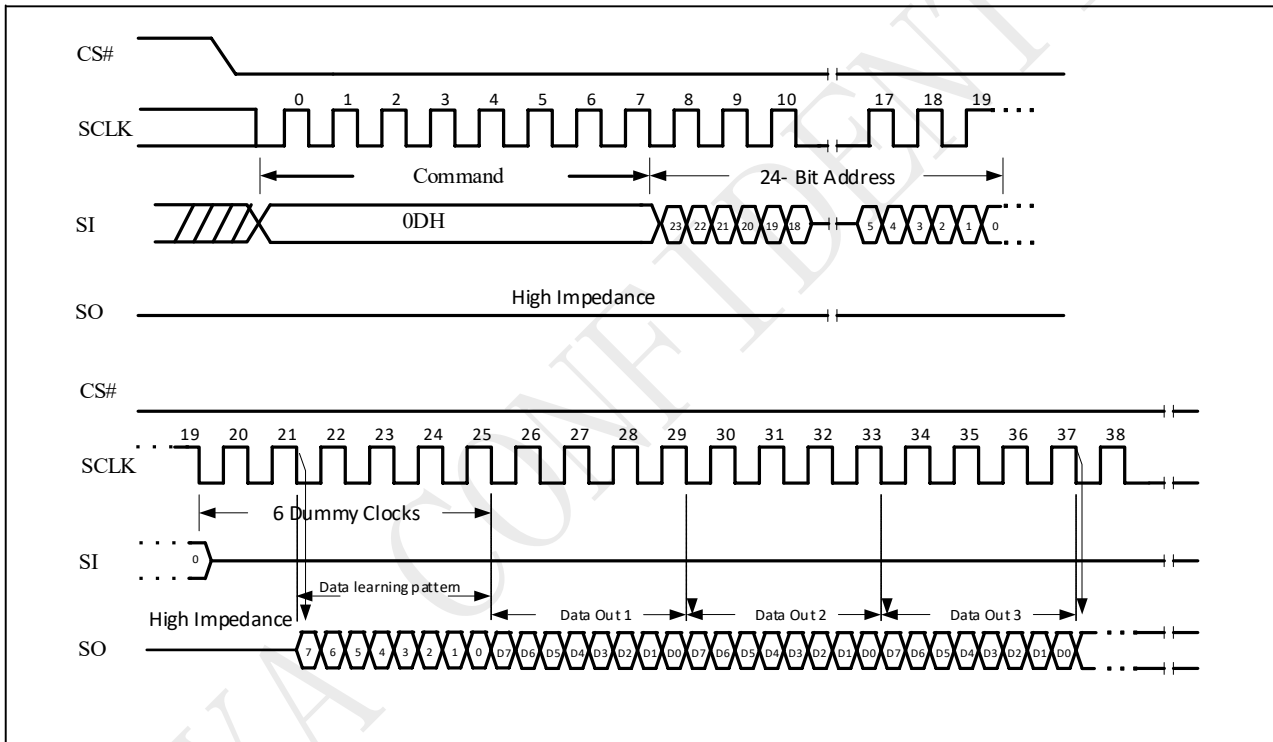 CS#
0 1 2 3 4 5 6 7 8 9 10 17 18 19
SCLK
Command 24- Bit Address
SI 0DH 23 22 21 20 19 18 5 4 3 2 1 0
High Impedance
SO
CS#
19 20 21 22 23 24 25 26 27 28 29 30 31 32 33 34 35 36 37 38
SCLK
6 Dummy Clocks
SI 0
Data learning pattern Data Out 1 Data Out 2 Data Out 3
High Impedance
SO 7 6 5 4 3 2 1 0 D7 D6 D5 D4 D3 D2 D1 D0 D7 D6 D5 D4 D3 D2 D1 D0 D7 D6 D5 D4 D3 D2 D1 D0